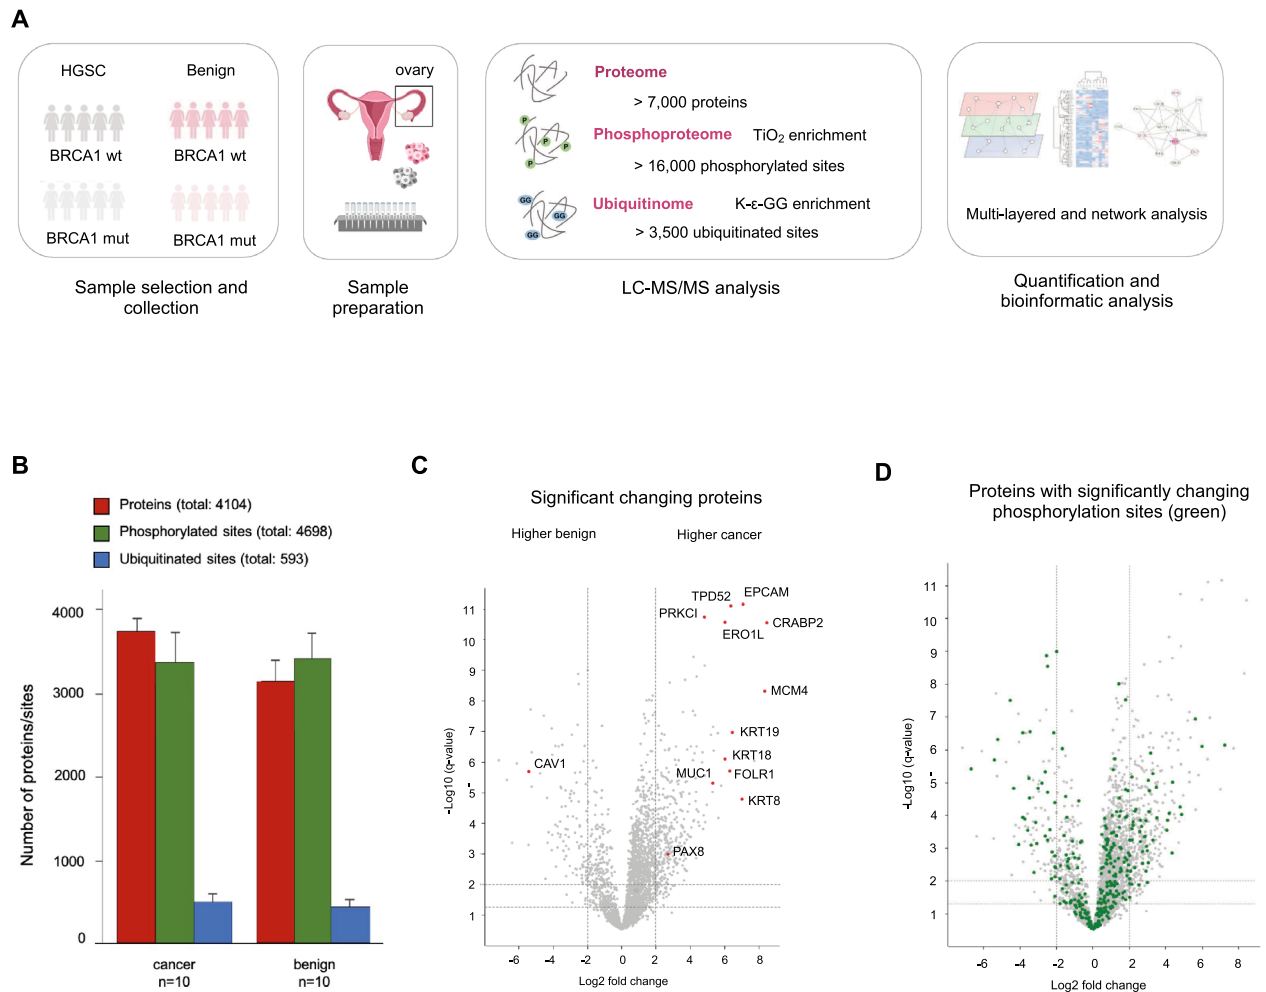 A
HGSC
Benign
BRCA1 wt
BRCA1 wt
BRCA1 mut
BRCA1 mut
Sample selection and
collection
ovary
Sample
preparation
Proteome
> 7,000 proteins
P
P
P
P
Phosphoproteome TiO2 enrichment
> 16,000 phosphorylated sites
GG
GG
GG
Ubiquitinome K-ε-GG enrichment
> 3,500 ubiquitinated sites
LC-MS/MS analysis
Multi-layered and network analysis
Quantification and
bioinformatic analysis
B
Proteins (total: 4104)
Phosphorylated sites (total: 4698)
Ubiquitinated sites (total: 593)
Number of proteins/sites
4000
3000
2000
1000
0
cancer
n=10
benign
n=10
C
Significant changing proteins
Higher benign
Higher cancer
-Log10 (q-value)
11
10
9
8
7
6
5
4
3
2
1
TPD52
EPCAM
PRKCI
ERO1L
CRABP2
MCM4
KRT19
KRT18
CAV1
MUC1
FOLR1
KRT8
PAX8
-6
-4
-2
0
2
4
6
8
Log2 fold change
D
Proteins with significantly changing
phosphorylation sites (green)
-Log10 (q-value)
11
10
9
8
7
6
5
4
3
2
1
-6
-4
-2
0
2
4
6
8
Log2 fold change